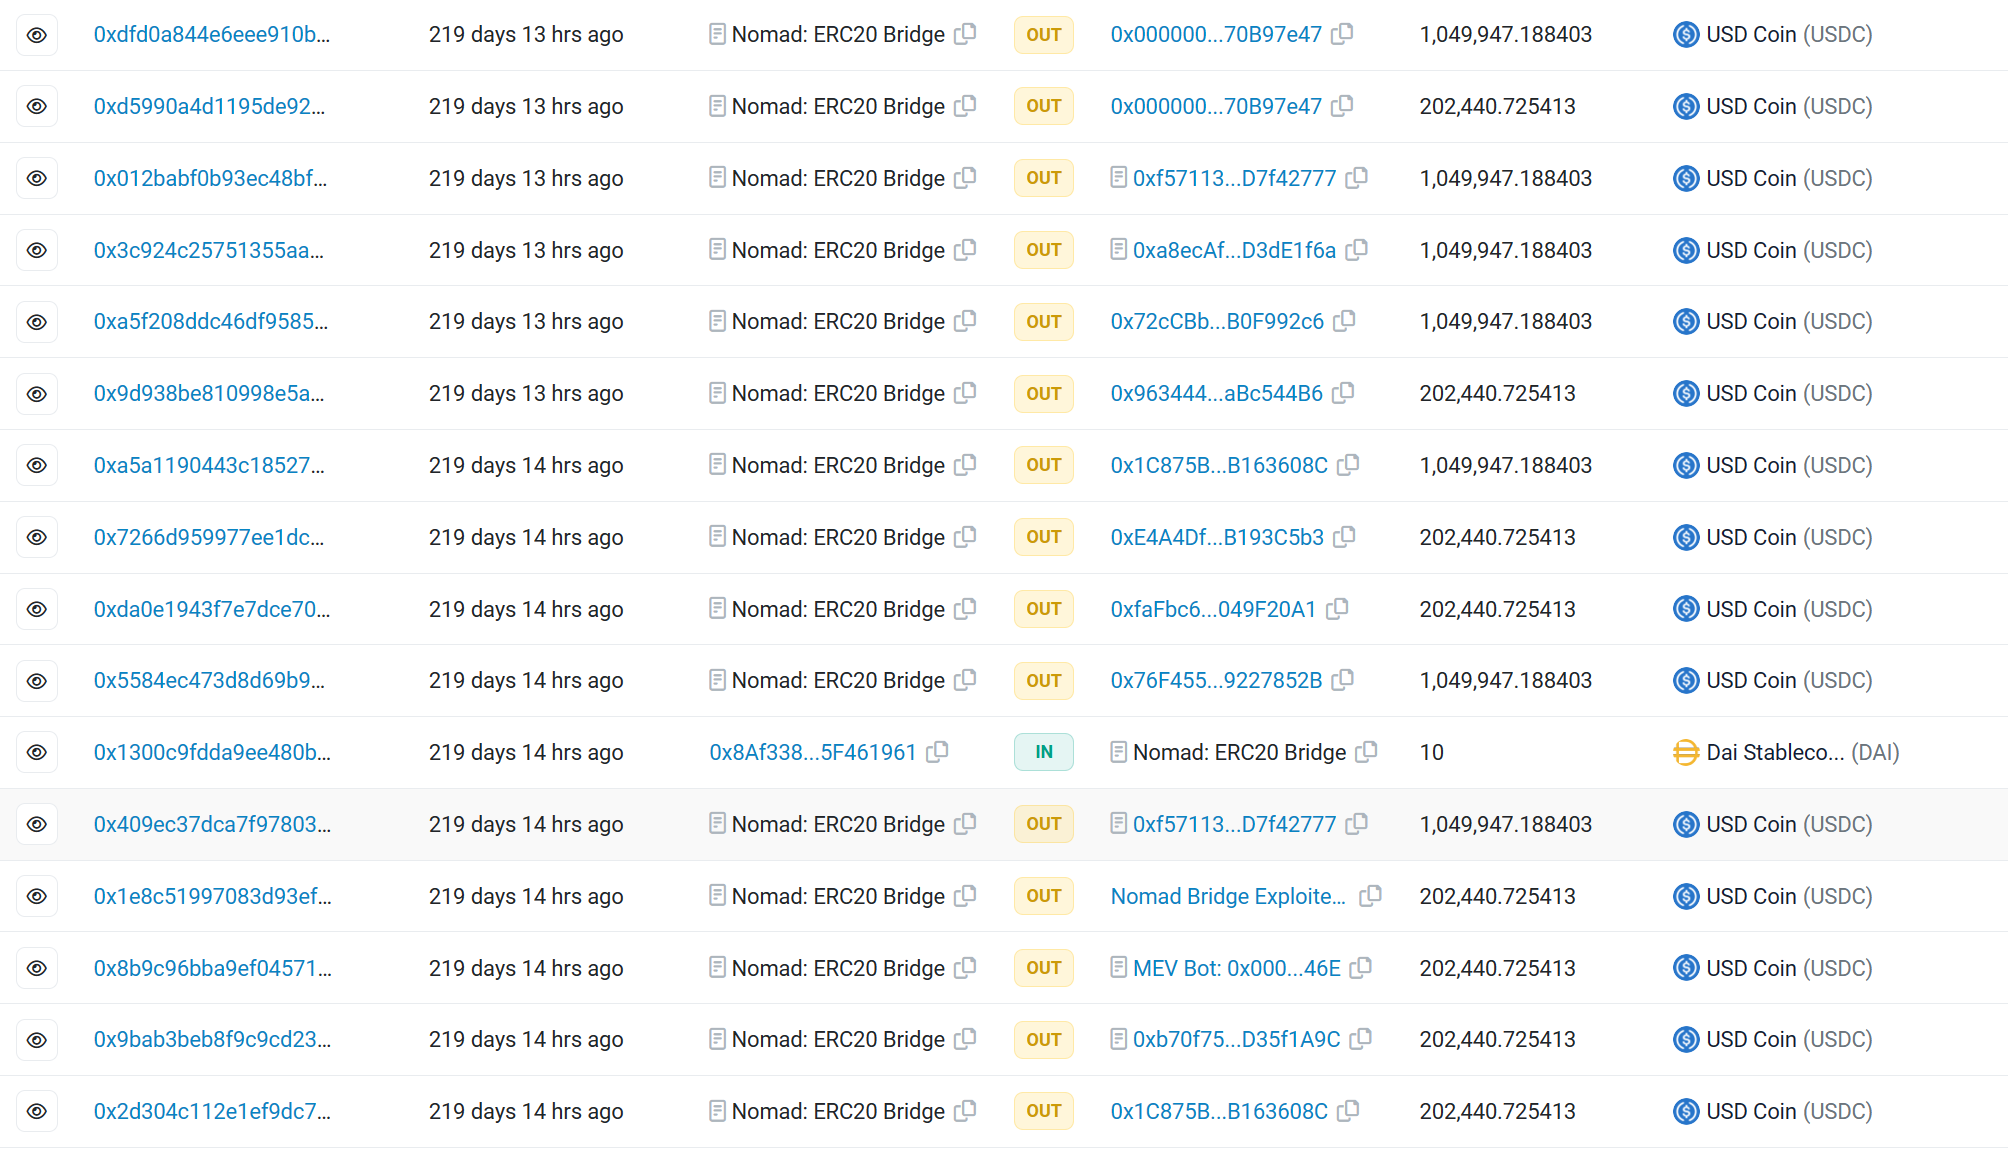 0xdfd0a844e6eee910b... 219 days 13 hrs ago Nomad: ERC20 Bridge OUT 0x000000...70B97e47 1,049,947.188403 USD Coin (USDC)
0xd5990a4d1195de92... 219 days 13 hrs ago Nomad: ERC20 Bridge OUT 0x000000...70B97e47 202,440.725413 USD Coin (USDC)
0x012babf0b93ec48bf... 219 days 13 hrs ago Nomad: ERC20 Bridge OUT 0xf57113...D7f42777 1,049,947.188403 USD Coin (USDC)
0x3c924c25751355aa... 219 days 13 hrs ago Nomad: ERC20 Bridge OUT 0xa8ecAf...D3dE1f6a 1,049,947.188403 USD Coin (USDC)
0xa5f208ddc46df9585... 219 days 13 hrs ago Nomad: ERC20 Bridge OUT 0x72cCBb...B0F992c6 1,049,947.188403 USD Coin (USDC)
0x9d938be810998e5a... 219 days 13 hrs ago Nomad: ERC20 Bridge OUT 0x963444...aBc544B6 202,440.725413 USD Coin (USDC)
0xa5a1190443c18527... 219 days 14 hrs ago Nomad: ERC20 Bridge OUT 0x1C875B...B163608C 1,049,947.188403 USD Coin (USDC)
0x7266d959977ee1dc... 219 days 14 hrs ago Nomad: ERC20 Bridge OUT 0xE4A4Df...B193C5b3 202,440.725413 USD Coin (USDC)
0xda0e1943f7e7dce70... 219 days 14 hrs ago Nomad: ERC20 Bridge OUT 0xfaFbc6...049F20A1 202,440.725413 USD Coin (USDC)
0x5584ec473d8d69b9... 219 days 14 hrs ago Nomad: ERC20 Bridge OUT 0x76F455...9227852B 1,049,947.188403 USD Coin (USDC)
0x1300c9fdda9ee480b... 219 days 14 hrs ago 0x8Af338...5F461961 IN Nomad: ERC20 Bridge 10 Dai Stableco... (DAI)
0x409ec37dca7f97803... 219 days 14 hrs ago Nomad: ERC20 Bridge OUT 0xf57113...D7f42777 1,049,947.188403 USD Coin (USDC)
0x1e8c51997083d93ef... 219 days 14 hrs ago Nomad: ERC20 Bridge OUT Nomad Bridge Exploite... 202,440.725413 USD Coin (USDC)
0x8b9c96bba9ef04571... 219 days 14 hrs ago Nomad: ERC20 Bridge OUT MEV Bot: 0x000...46E 202,440.725413 USD Coin (USDC)
0x9bab3beb8f9c9cd23... 219 days 14 hrs ago Nomad: ERC20 Bridge OUT 0xb70f75...D35f1A9C 202,440.725413 USD Coin (USDC)
0x2d304c112e1ef9dc7... 219 days 14 hrs ago Nomad: ERC20 Bridge OUT 0x1C875B...B163608C 202,440.725413 USD Coin (USDC)